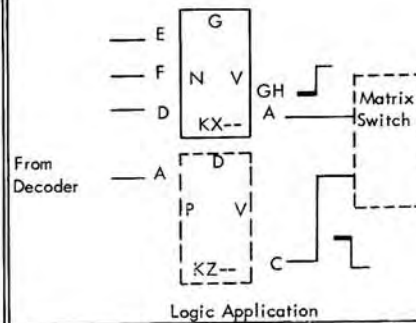 G
E
F N V
GH
D KX-- A
Matrix
Switch
From
Decoder
A
D
P V
KZ-- C
Logic Application